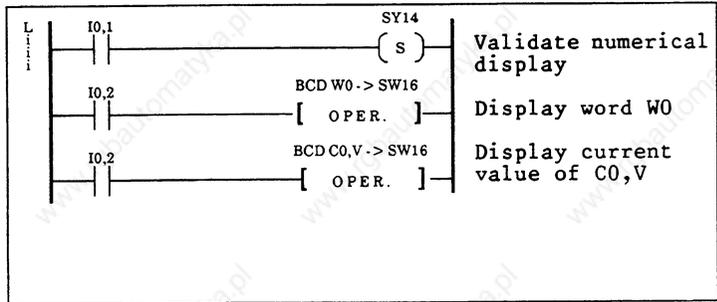 L
i
i
i
I0,1
SY14
( S )
Validate numerical
display
I0,2
BCD W0 -> SW16
[ OPER. ]
Display word W0
I0,2
BCD C0,V -> SW16
[ OPER. ]
Display current
value of C0,V